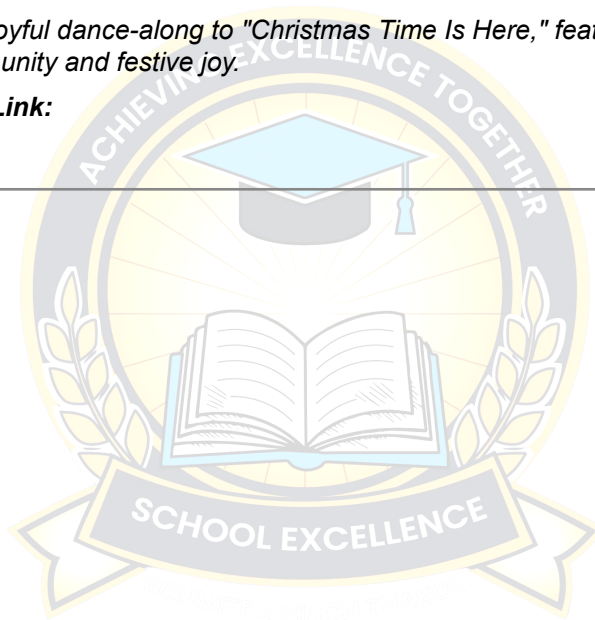 oyful dance-along to "Christmas Time Is Here," feat
unity and festive joy.
Link:
ACHIEVING EXCELLENCE TOGETHER
SCHOOL EXCELLENCE